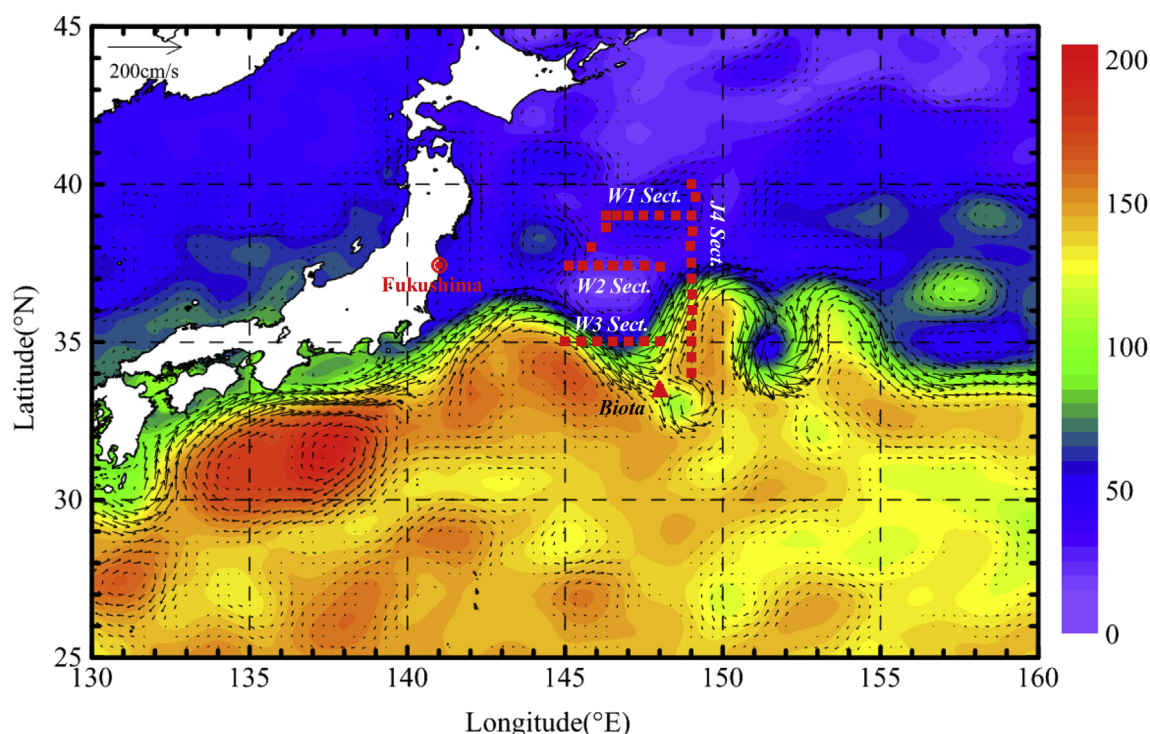 45
40
35
30
25
Latitude(°N)
200cm/s
W1 Sect.
J4 Sect.
Fukushima
W2 Sect.
W3 Sect.
Biota
130
135
140
145
150
155
160
Longitude(°E)
200
150
100
50
0